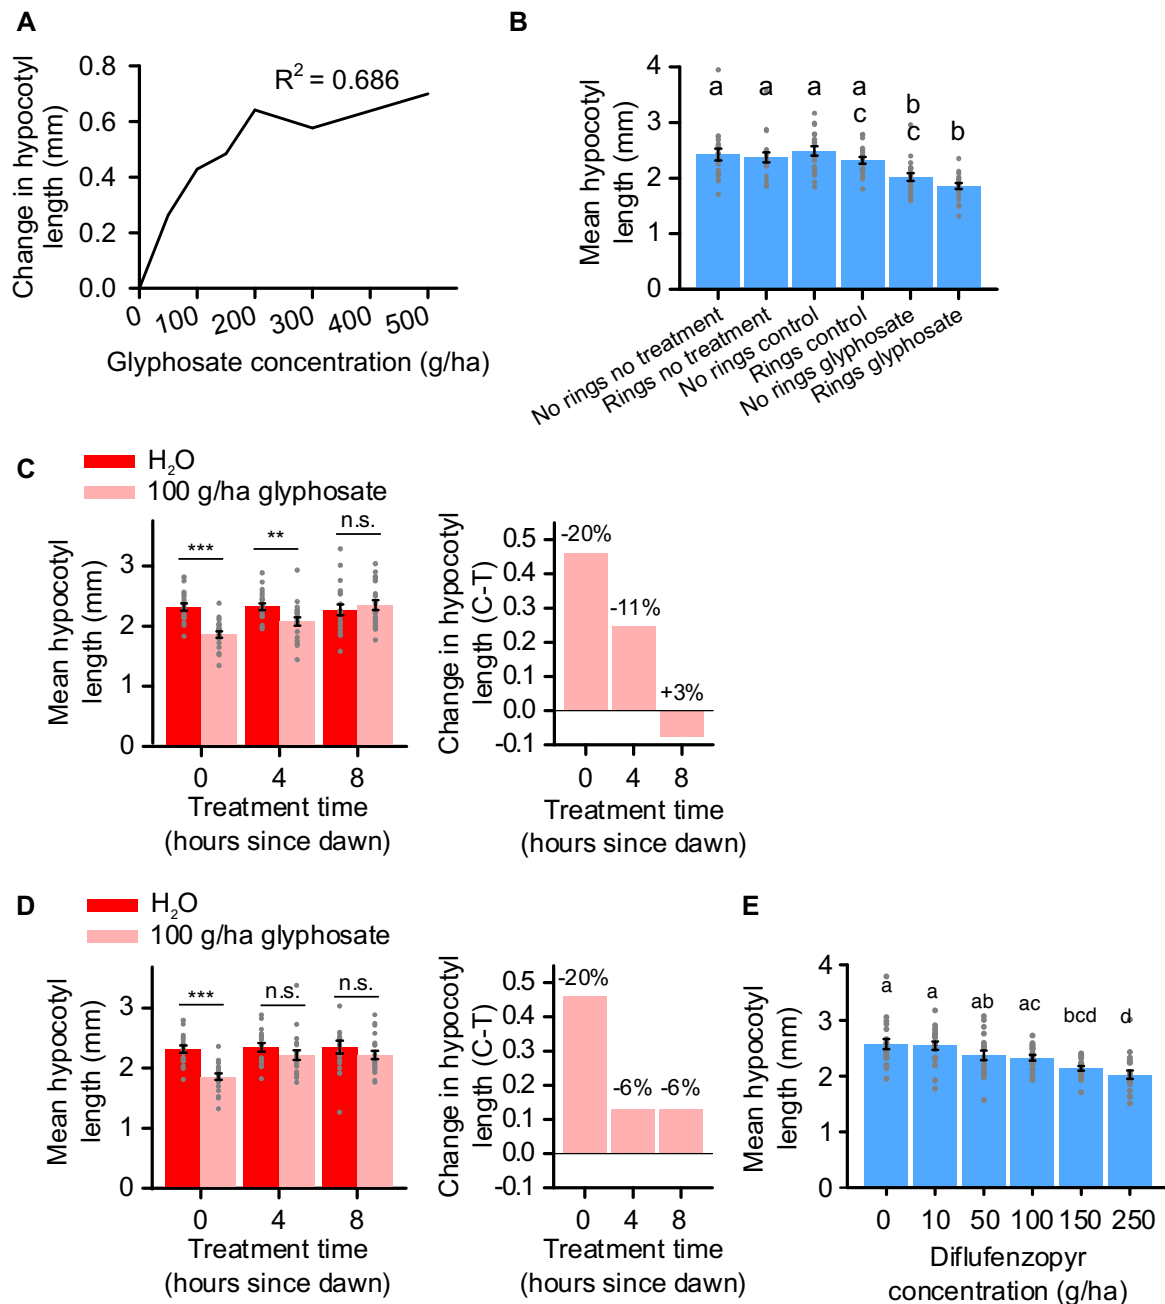 A
Change in hypocotyl
length (mm)
0.8
0.6
0.4
0.2
0.0
R² = 0.686
0
100
200
300
400
500
Glyphosate concentration (g/ha)
B
Mean hypocotyl
length (mm)
4
3
2
1
0
a
a
a
a
c
b
c
b
No rings no treatment
Rings no treatment
No rings control
Rings control
No rings glyphosate
Rings glyphosate
C
H₂O
100 g/ha glyphosate
Mean hypocotyl
length (mm)
3
2
1
0
***
**
n.s.
0 4 8
Treatment time
(hours since dawn)
Change in hypocotyl
length (C-T)
0.5
0.4
0.3
0.2
0.1
0.0
-0.1
-20%
-11%
+3%
0 4 8
Treatment time
(hours since dawn)
D
H₂O
100 g/ha glyphosate
Mean hypocotyl
length (mm)
3
2
1
0
***
n.s.
n.s.
0 4 8
Treatment time
(hours since dawn)
Change in hypocotyl
length (C-T)
0.5
0.4
0.3
0.2
0.1
0.0
-0.1
-20%
-6% -6%
0 4 8
Treatment time
(hours since dawn)
E
Mean hypocotyl
length (mm)
4
3
2
1
0
a a ab ac bcd d
0 10 50 100 150 250
Diflufenzopyr
concentration (g/ha)